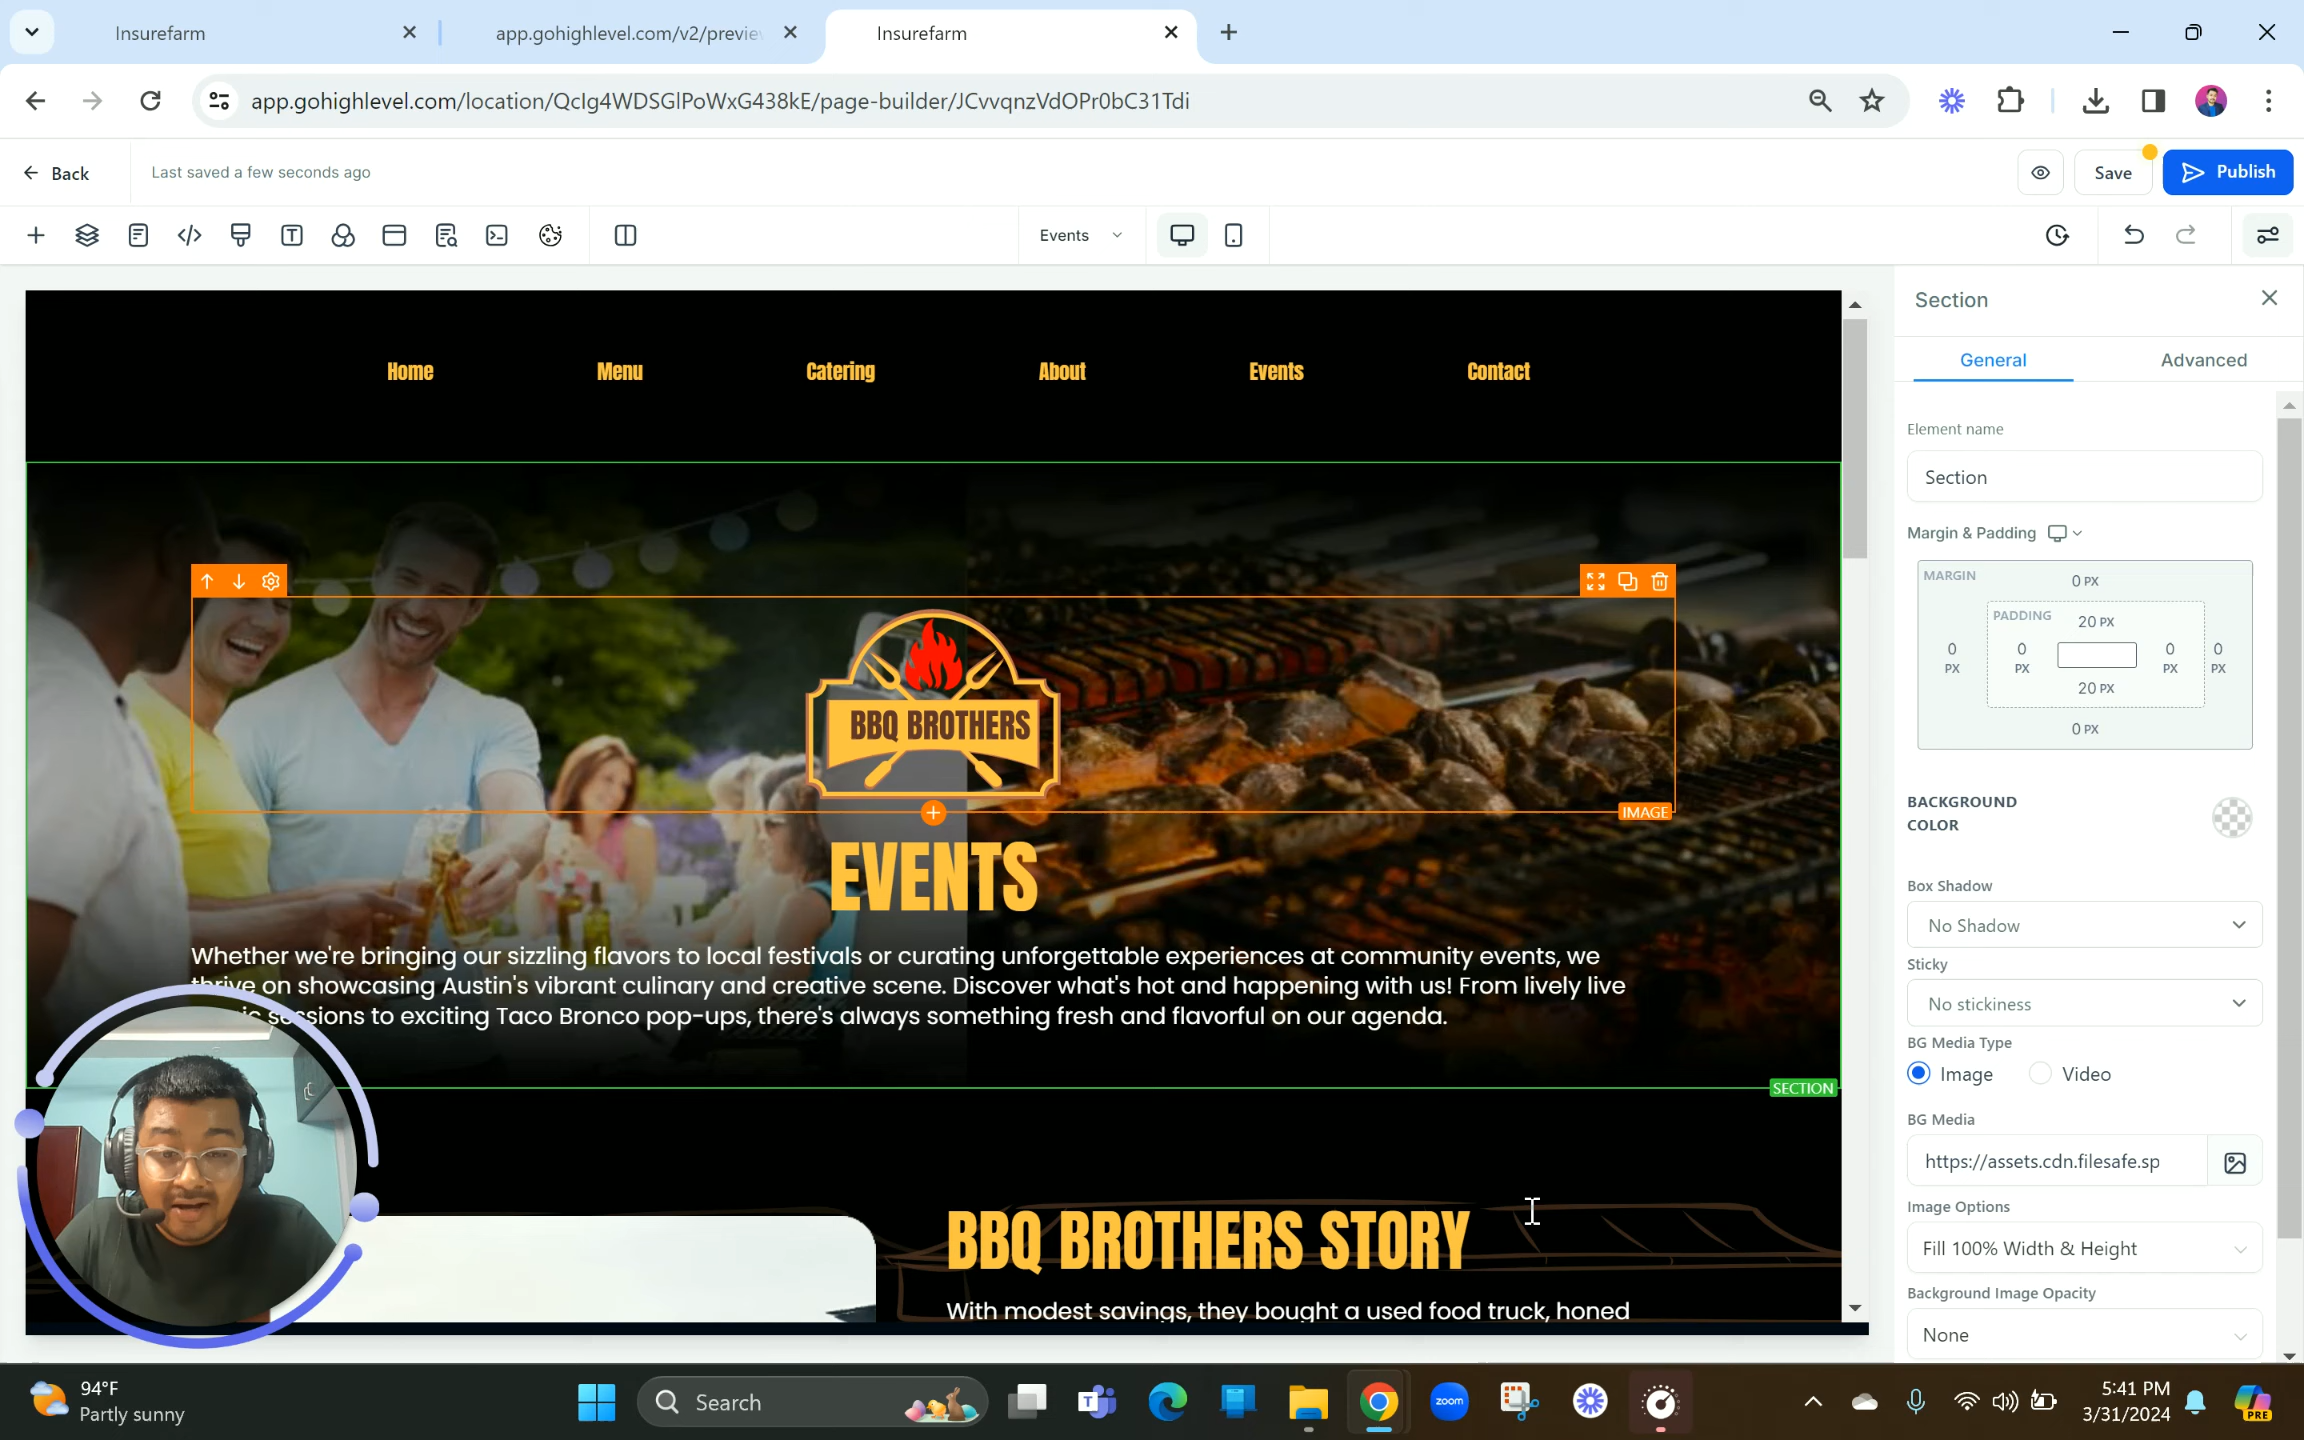 Insurefarm
app.gohighlevel.com/v2/previe
Insurefarm
app.gohighlevel.com/location/QcIg4WDSGlPoWxG438kE/page-builder/JCvvqnzVdOPr0bC31Tdi
Back
Last saved a few seconds ago
Save
Publish
Events
Home
Menu
Catering
About
Events
Contact
BBQ BROTHERS
IMAGE
EVENTS
Whether we're bringing our sizzling flavors to local festivals or curating unforgettable experiences at community events, we
thrive on showcasing Austin's vibrant culinary and creative scene. Discover what's hot and happening with us! From lively live
sessions to exciting Taco Bronco pop-ups, there's always something fresh and flavorful on our agenda.
SECTION
BBQ BROTHERS STORY
With modest savings, they bought a used food truck, honed
Section
General
Advanced
Element name
Section
Margin & Padding
MARGIN
0 PX
PADDING
20 PX
0 PX
0 PX
0 PX
0 PX
20 PX
0 PX
BACKGROUND
COLOR
Box Shadow
No Shadow
Sticky
No stickiness
BG Media Type
Image
Video
BG Media
https://assets.cdn.filesafe.sp
Image Options
Fill 100% Width & Height
Background Image Opacity
None
94°F
Partly sunny
Search
zoom
PRE
5:41 PM
3/31/2024